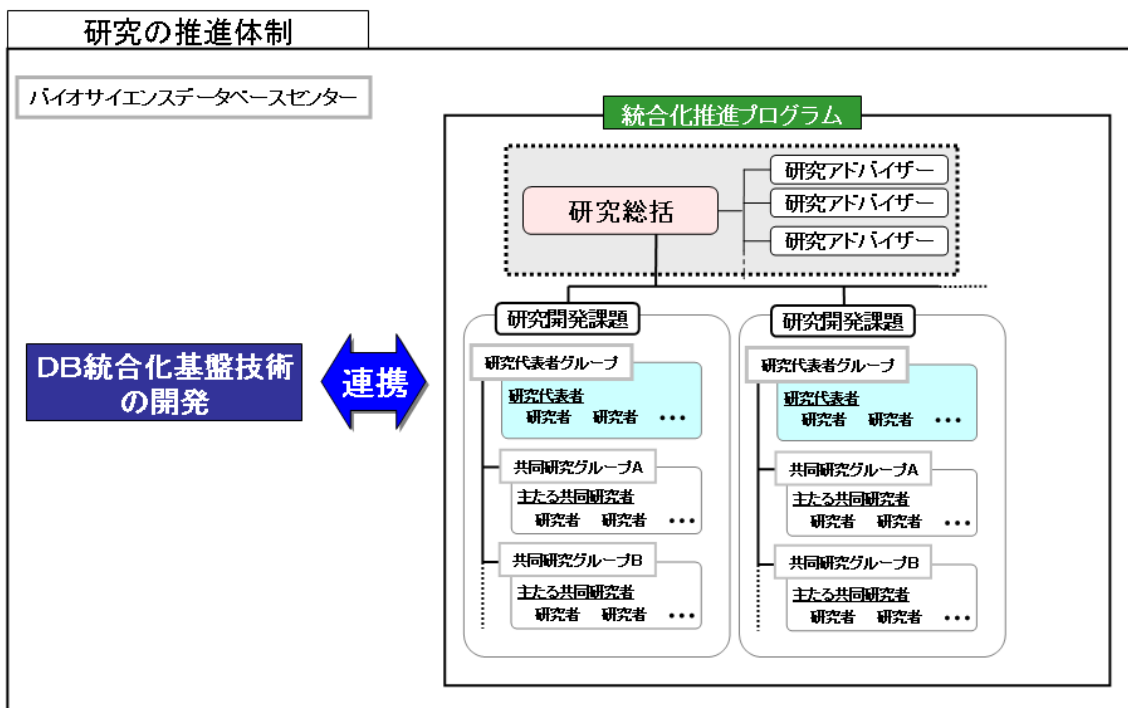 研究の推進体制
バイオサイエンスデータベースセンター
統合化推進プログラム
研究総括
研究アドバイザー
研究アドバイザー
研究アドバイザー
DB統合化基盤技術
の開発
連携
研究開発課題
研究代表者グループ
研究代表者
研究者 研究者 •••
共同研究グループA
主たる共同研究者
研究者 研究者 •••
共同研究グループB
主たる共同研究者
研究者 研究者 •••
研究開発課題
研究代表者グループ
研究代表者
研究者 研究者 •••
共同研究グループA
主たる共同研究者
研究者 研究者 •••
共同研究グループB
主たる共同研究者
研究者 研究者 •••